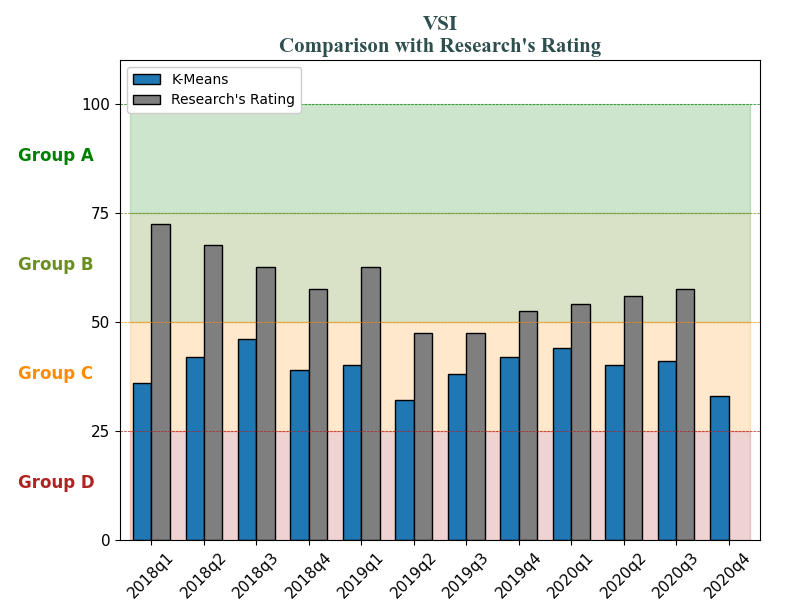 VSI
Comparison with Research's Rating
K-Means
Research's Rating
100
Group A
75
Group B
50
Group C
25
Group D
0
2018q1
2018q2
2018q3
2018q4
2019q1
2019q2
2019q3
2019q4
2020q1
2020q2
2020q3
2020q4